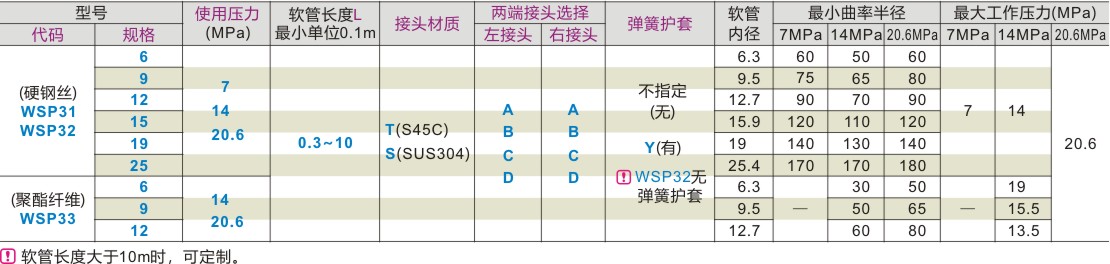 型号 使用压力 (MPa) 软管长度L 最小单位0.1m 接头材质 两端接头选择 弹簧护套 软管内径 最小曲率半径 最大工作压力(MPa)
代码 规格 左接头 右接头 7MPa 14MPa 20.6MPa 7MPa 14MPa 20.6MPa
(硬钢丝)
WSP31
WSP32
7
14
20.6
0.3~10
T(S45C)
S(SUS304)
A A
B B
C C
D D
不指定
(无)
Y(有)
! WSP32无
弹簧护套
6 6.3 60 50 60
9 9.5 75 65 80
12 12.7 90 70 90
15 15.9 120 110 120
19 19 140 130 140
25 25.4 170 170 180
7 14
20.6
(聚酯纤维)
WSP33
14
20.6
6 6.3 30 50 19
9 9.5 — 50 65 — 15.5
12 12.7 60 80 13.5
! 软管长度大于10m时，可定制。